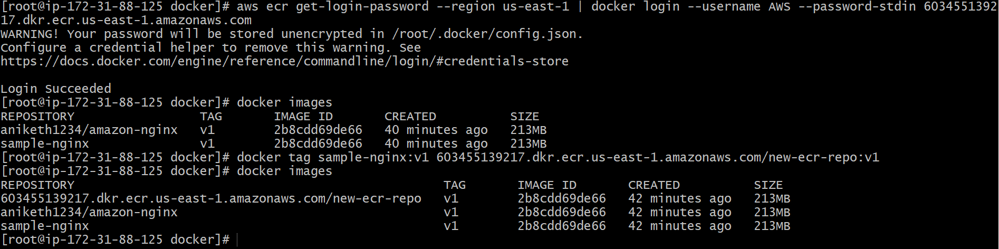 [root@ip-172-31-88-125 docker]# aws ecr get-login-password --region us-east-1 | docker login --username AWS --password-stdin 6034551392
17.dkr.ecr.us-east-1.amazonaws.com
WARNING! Your password will be stored unencrypted in /root/.docker/config.json.
Configure a credential helper to remove this warning. See
https://docs.docker.com/engine/reference/commandline/login/#credentials-store

Login Succeeded
[root@ip-172-31-88-125 docker]# docker images
REPOSITORY                 TAG       IMAGE ID       CREATED          SIZE
aniketh1234/amazon-nginx   v1        2b8cdd69de66   40 minutes ago   213MB
sample-nginx               v1        2b8cdd69de66   40 minutes ago   213MB
[root@ip-172-31-88-125 docker]# docker tag sample-nginx:v1 603455139217.dkr.ecr.us-east-1.amazonaws.com/new-ecr-repo:v1
[root@ip-172-31-88-125 docker]# docker images
REPOSITORY                                                  TAG       IMAGE ID       CREATED          SIZE
603455139217.dkr.ecr.us-east-1.amazonaws.com/new-ecr-repo   v1        2b8cdd69de66   42 minutes ago   213MB
aniketh1234/amazon-nginx                                    v1        2b8cdd69de66   42 minutes ago   213MB
sample-nginx                                                v1        2b8cdd69de66   42 minutes ago   213MB
[root@ip-172-31-88-125 docker]#